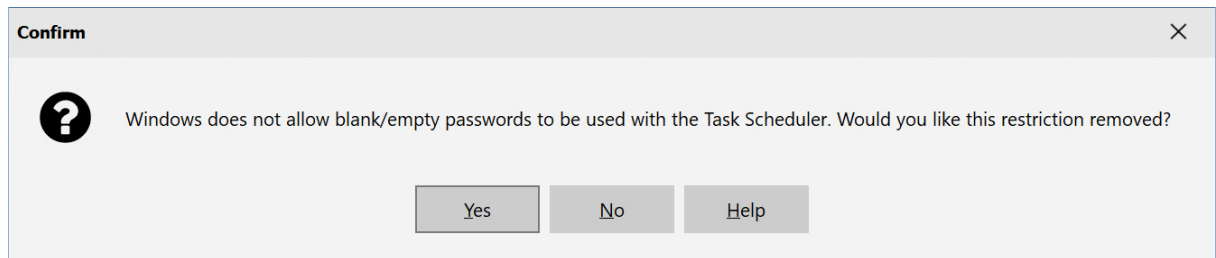 Confirm
Windows does not allow blank/empty passwords to be used with the Task Scheduler. Would you like this restriction removed?
Yes
No
Help